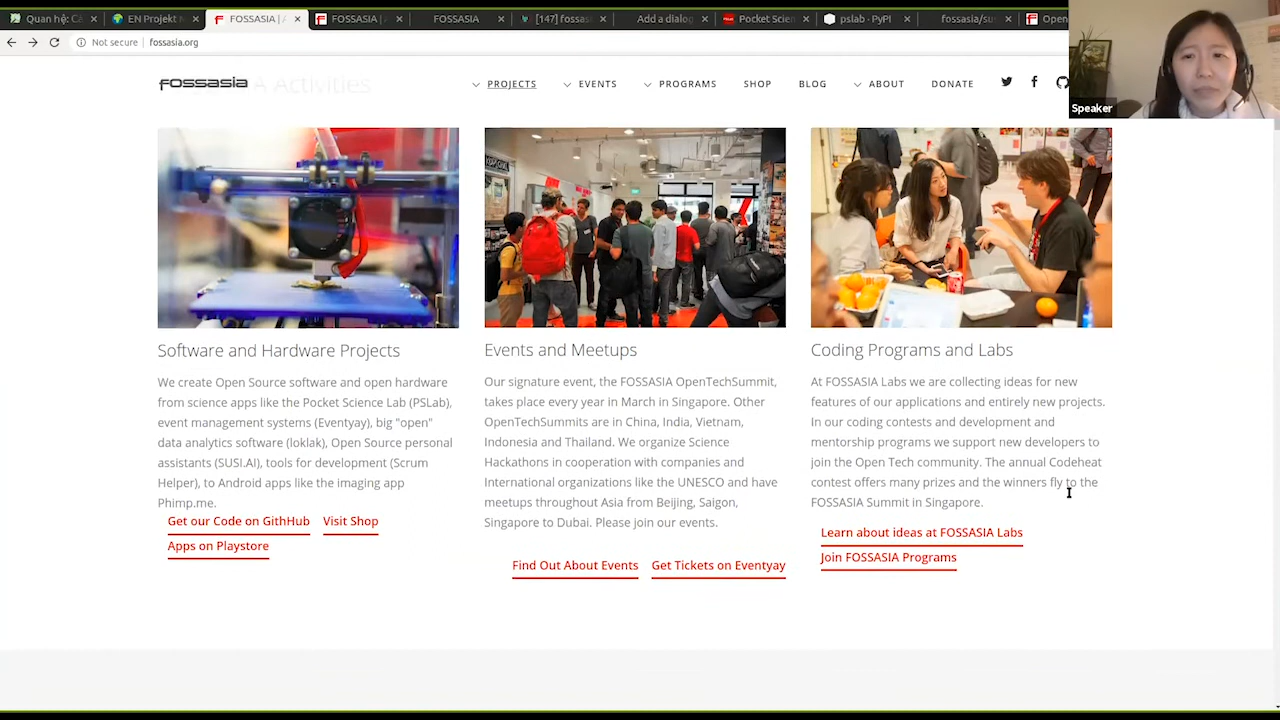 Quan hệ: Cá
EN Projekt M
FOSSASIA | A
FOSSASIA | A
FOSSASIA
[147] fossas
Add a dialog
Pocket Scien
pslab · PyPI
fossasia/su
Open
Not secure | fossasia.org
Speaker
FOSSASIA
A Activities
PROJECTS
EVENTS
PROGRAMS
SHOP
BLOG
ABOUT
DONATE
Software and Hardware Projects
We create Open Source software and open hardware
from science apps like the Pocket Science Lab (PSLab),
event management systems (Eventyay), big "open"
data analytics software (loklak), Open Source personal
assistants (SUSI.AI), tools for development (Scrum
Helper), to Android apps like the imaging app
Phimp.me.
Get our Code on GitHub Visit Shop
Apps on Playstore
Events and Meetups
Our signature event, the FOSSASIA OpenTechSummit,
takes place every year in March in Singapore. Other
OpenTechSummits are in China, India, Vietnam,
Indonesia and Thailand. We organize Science
Hackathons in cooperation with companies and
International organizations like the UNESCO and have
meetups throughout Asia from Beijing, Saigon,
Singapore to Dubai. Please join our events.
Find Out About Events Get Tickets on Eventyay
Coding Programs and Labs
At FOSSASIA Labs we are collecting ideas for new
features of our applications and entirely new projects.
In our coding contests and development and
mentorship programs we support new developers to
join the Open Tech community. The annual Codeheat
contest offers many prizes and the winners fly to the
FOSSASIA Summit in Singapore.
Learn about ideas at FOSSASIA Labs
Join FOSSASIA Programs